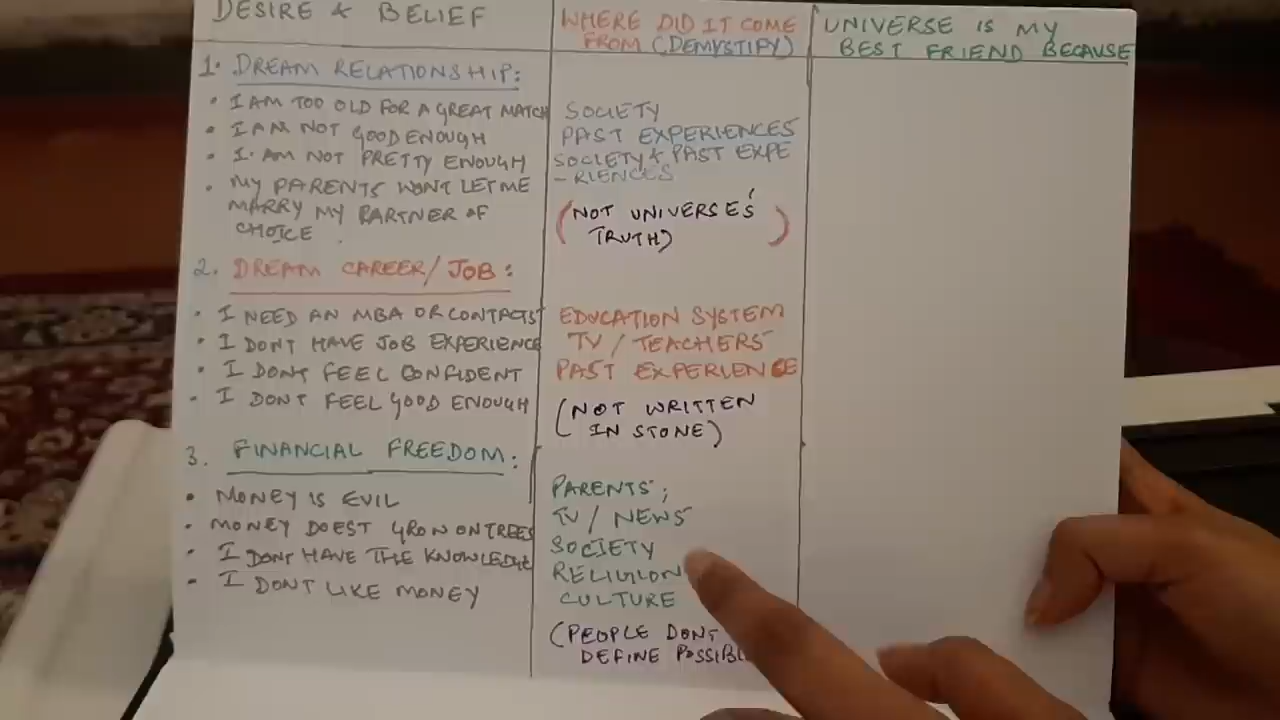 DESIRE & BELIEF
WHERE DID IT COME
FROM (DEMYSTIFY)
UNIVERSE IS MY
BEST FRIEND BECAUSE
1. DREAM RELATIONSHIP:
• I AM TOO OLD FOR A GREAT MATCH
• I AM NOT GOOD ENOUGH
• I AM NOT PRETTY ENOUGH
• MY PARENTS WONT LET ME
MARRY MY PARTNER OF
CHOICE.
SOCIETY
PAST EXPERIENCES
SOCIETY & PAST EXPE
-RIENCES
(NOT UNIVERSES'
TRUTH)
2. DREAM CAREER/JOB:
• I NEED AN MBA OR CONTACTS
• I DONT HAVE JOB EXPERIENCE
• I DONT FEEL CONFIDENT
• I DONT FEEL GOOD ENOUGH
EDUCATION SYSTEM
TV / TEACHERS
PAST EXPERIENCE
(NOT WRITTEN
IN STONE)
3. FINANCIAL FREEDOM:
• MONEY IS EVIL
• MONEY DOEST GROW ON TREES
• I DONT HAVE THE KNOWLEDGE
• I DONT LIKE MONEY
PARENTS;
TV / NEWS
SOCIETY
RELIGION
CULTURE
(PEOPLE DONT
DEFINE